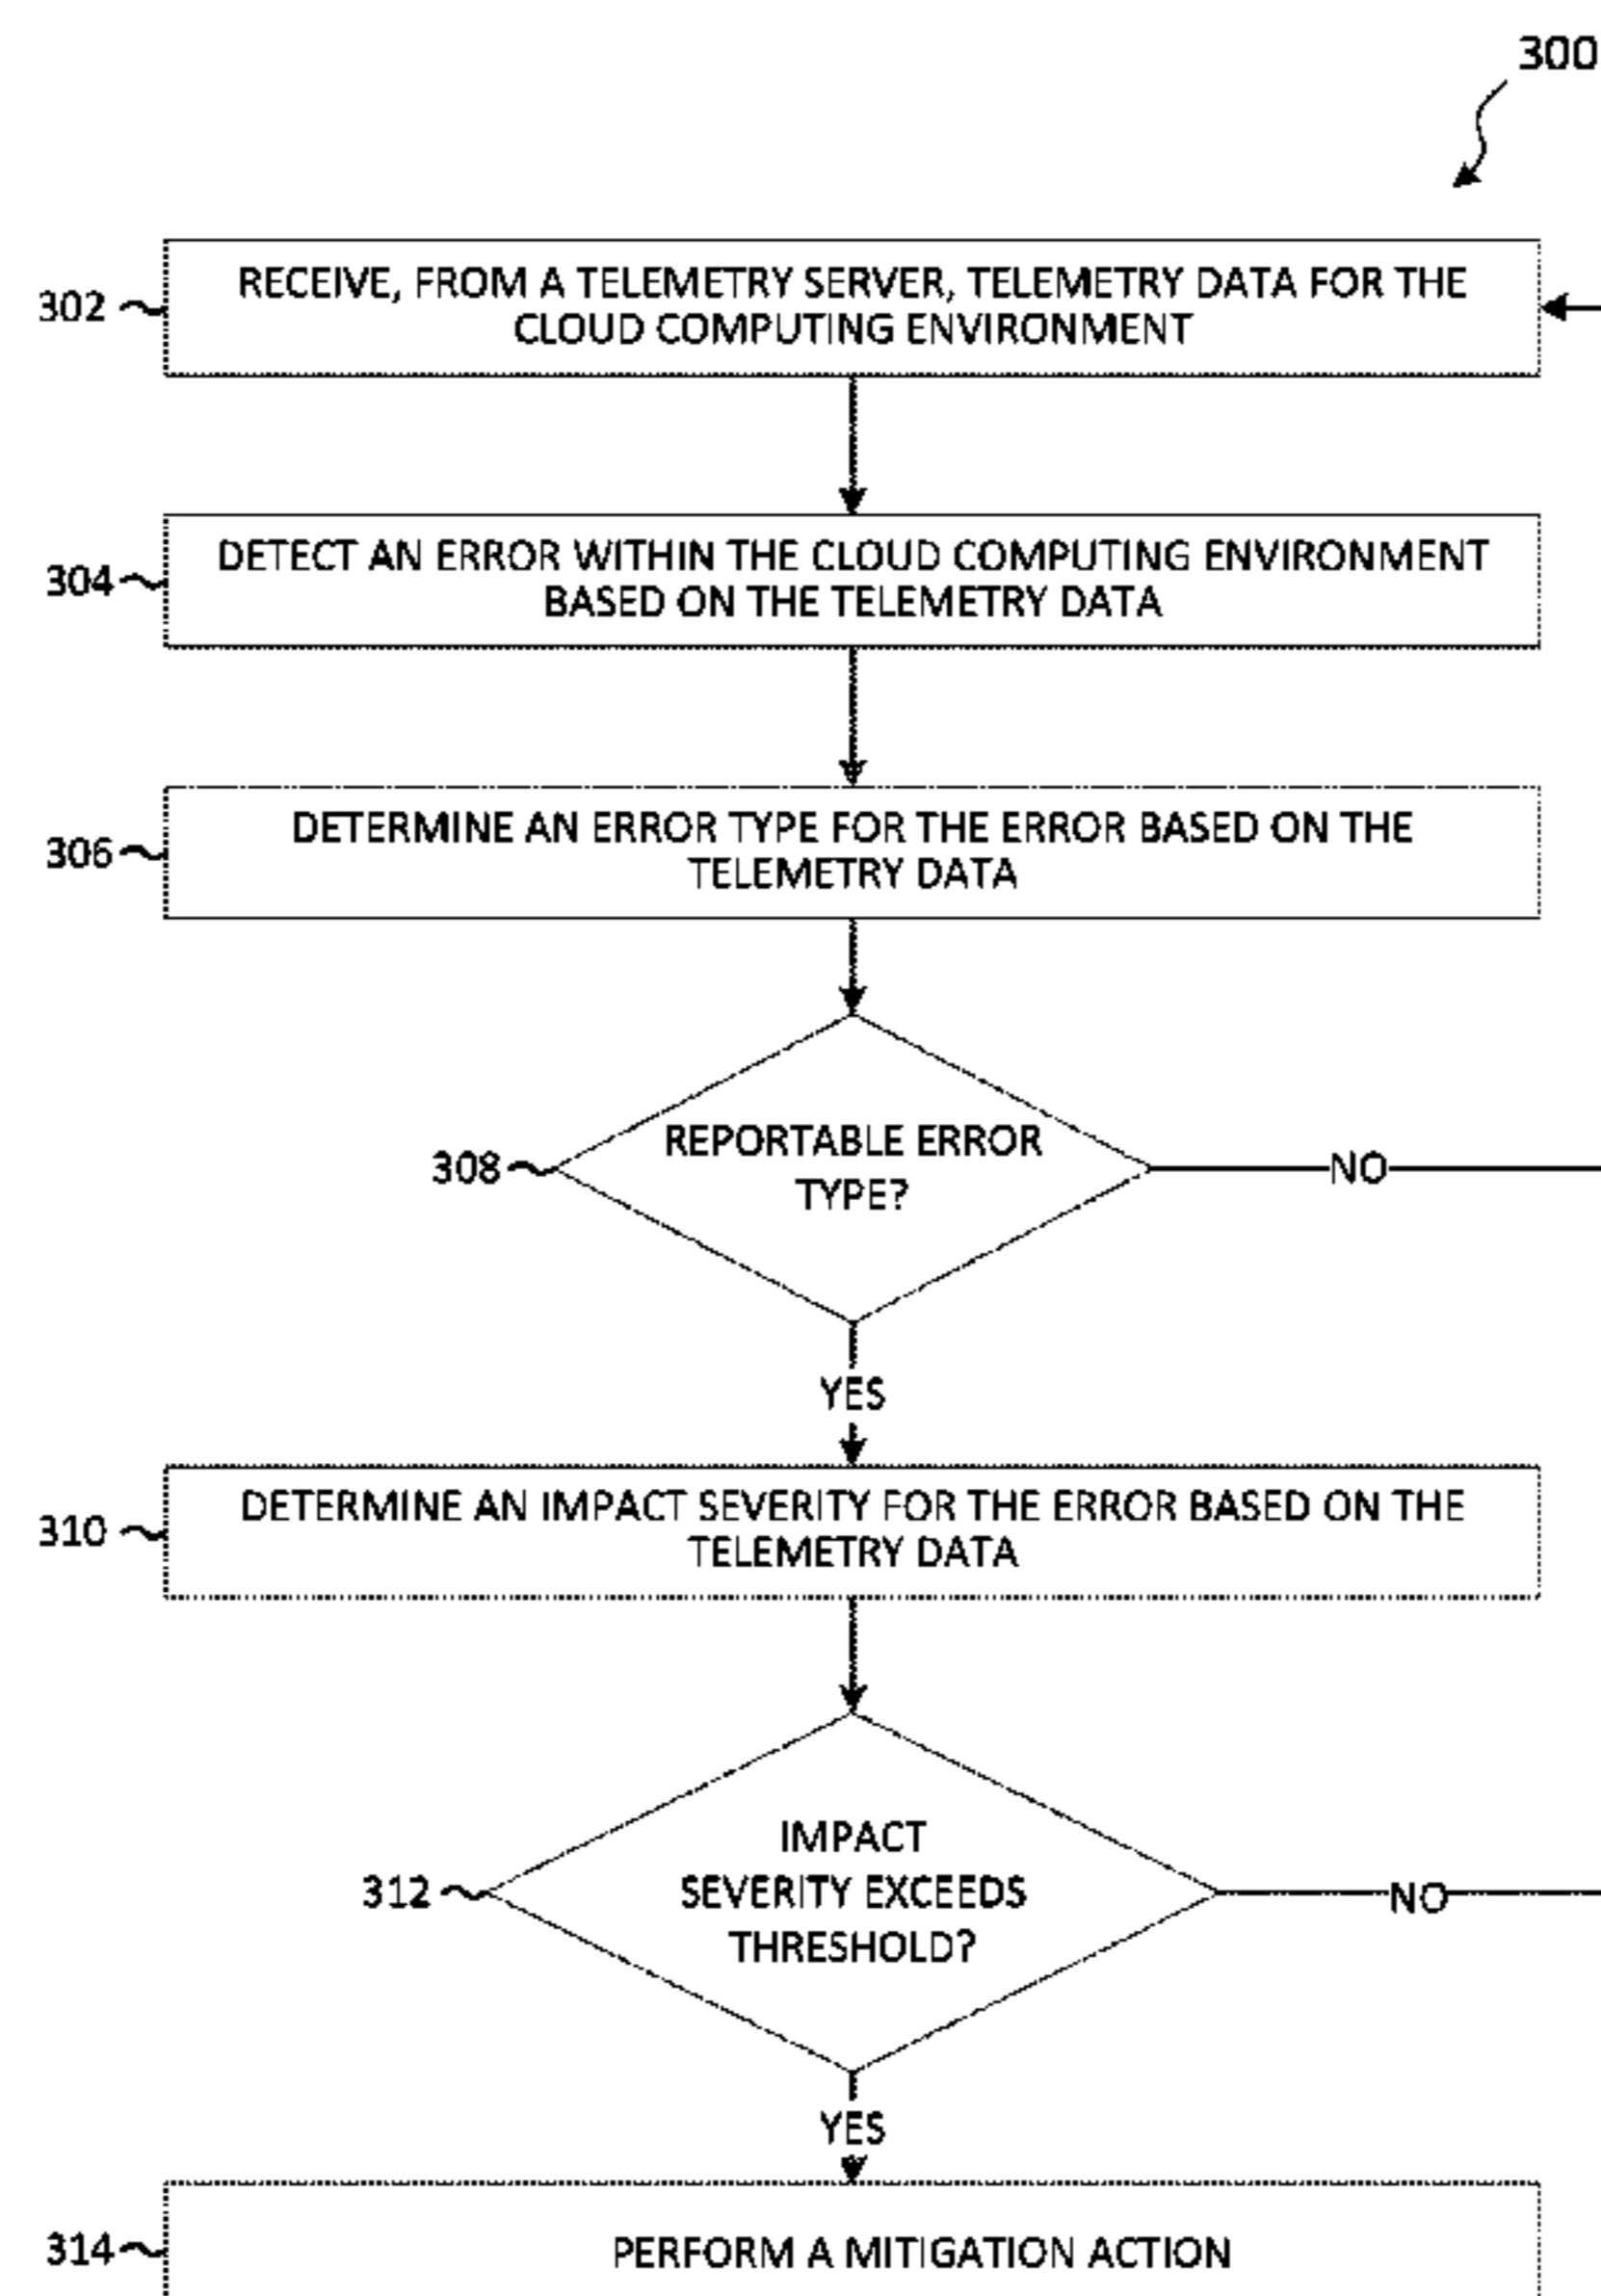 300
302
RECEIVE, FROM A TELEMETRY SERVER, TELEMETRY DATA FOR THE
CLOUD COMPUTING ENVIRONMENT
304
DETECT AN ERROR WITHIN THE CLOUD COMPUTING ENVIRONMENT
BASED ON THE TELEMETRY DATA
306
DETERMINE AN ERROR TYPE FOR THE ERROR BASED ON THE
TELEMETRY DATA
308
REPORTABLE ERROR
TYPE?
NO
YES
310
DETERMINE AN IMPACT SEVERITY FOR THE ERROR BASED ON THE
TELEMETRY DATA
312
IMPACT
SEVERITY EXCEEDS
THRESHOLD?
NO
YES
314
PERFORM A MITIGATION ACTION